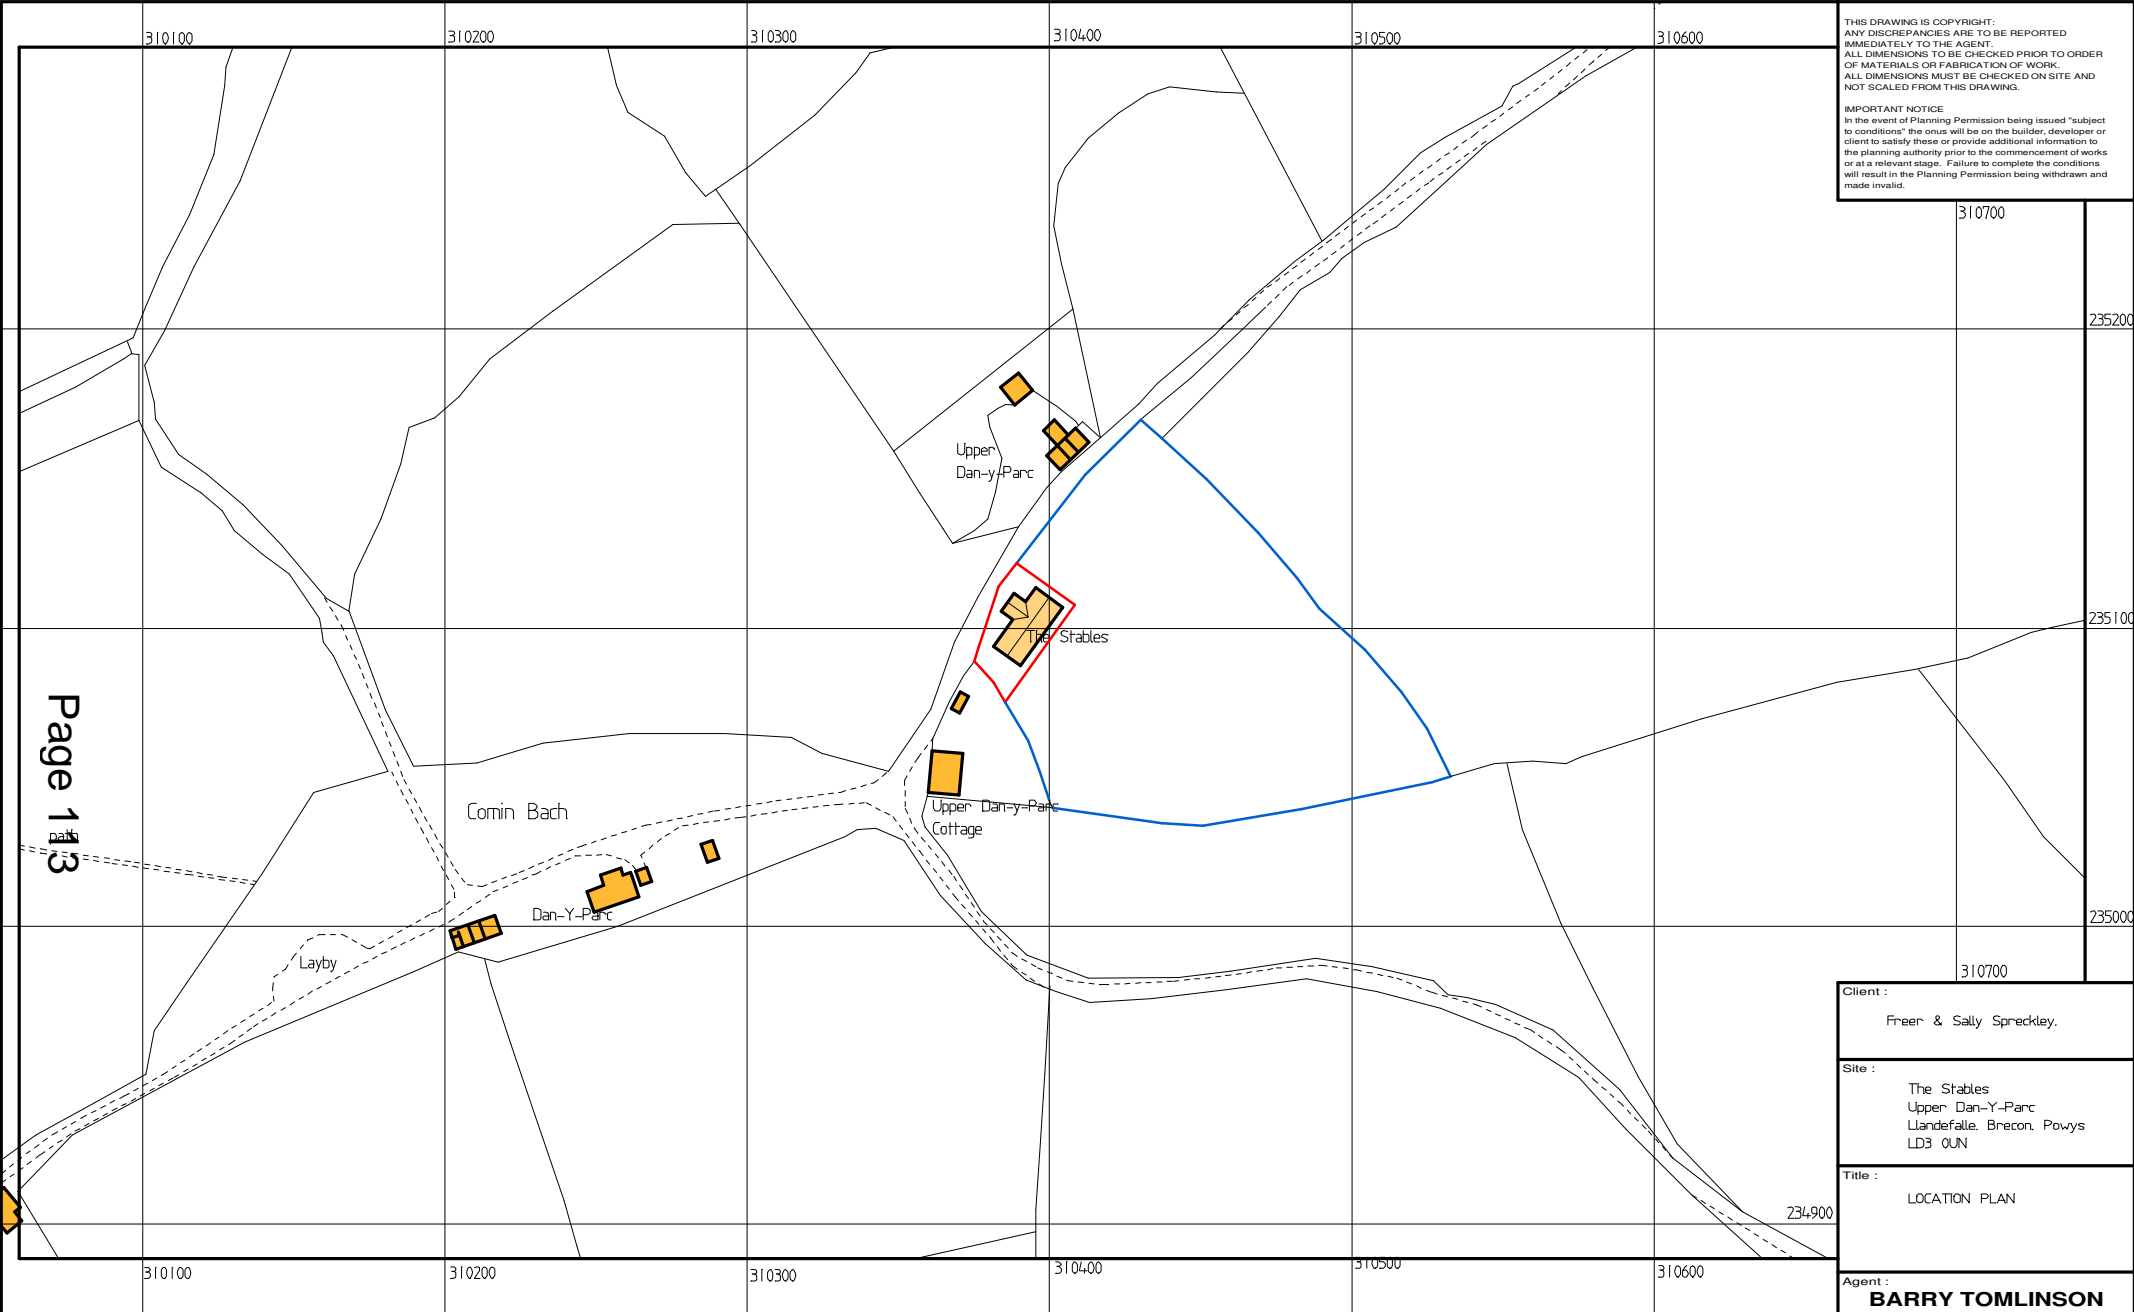 310100
310200
310300
310400
310500
310600
THIS DRAWING IS COPYRIGHT:
ANY DISCREPANCIES ARE TO BE REPORTED
IMMEDIATELY TO THE AGENT.
ALL DIMENSIONS TO BE CHECKED PRIOR TO ORDER
OF MATERIALS OR FABRICATION OF WORK.
ALL DIMENSIONS MUST BE CHECKED ON SITE AND
NOT SCALED FROM THIS DRAWING.
IMPORTANT NOTICE
In the event of Planning Permission being issued "subject
to conditions" the onus will be on the builder, developer or
client to satisfy these or provide additional information to
the planning authority prior to the commencement of works
or at a relevant stage. Failure to complete the conditions
will result in the Planning Permission being withdrawn and
made invalid.
310700
235200
Upper
Dan-y-Parc
235100
The Stables
Page 113
path
Comin Bach
Upper Dan-y-Parc
Cottage
Dan-Y-Parc
235000
Layby
310700
Client :
Freer & Sally Spreckley.
Site :
The Stables
Upper Dan-Y-Parc
Llandefalle. Brecon. Powys
LD3 0UN
Title :
LOCATION PLAN
234900
310100
310200
310300
310400
310500
310600
Agent :
BARRY TOMLINSON